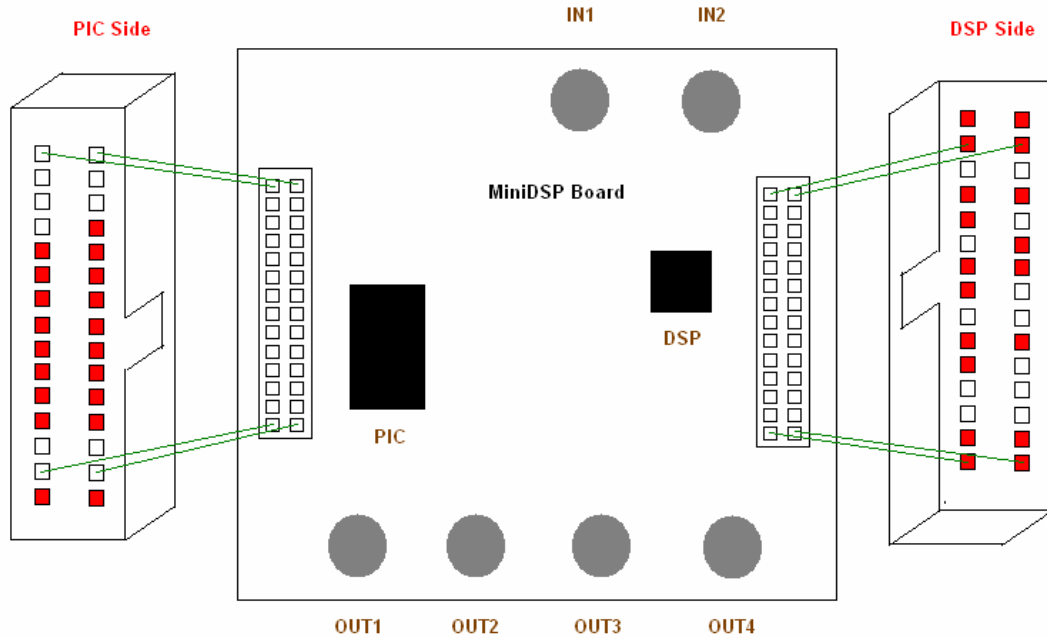 IN1 IN2
PIC Side
DSP Side
MiniDSP Board
DSP
PIC
OUT1 OUT2 OUT3 OUT4